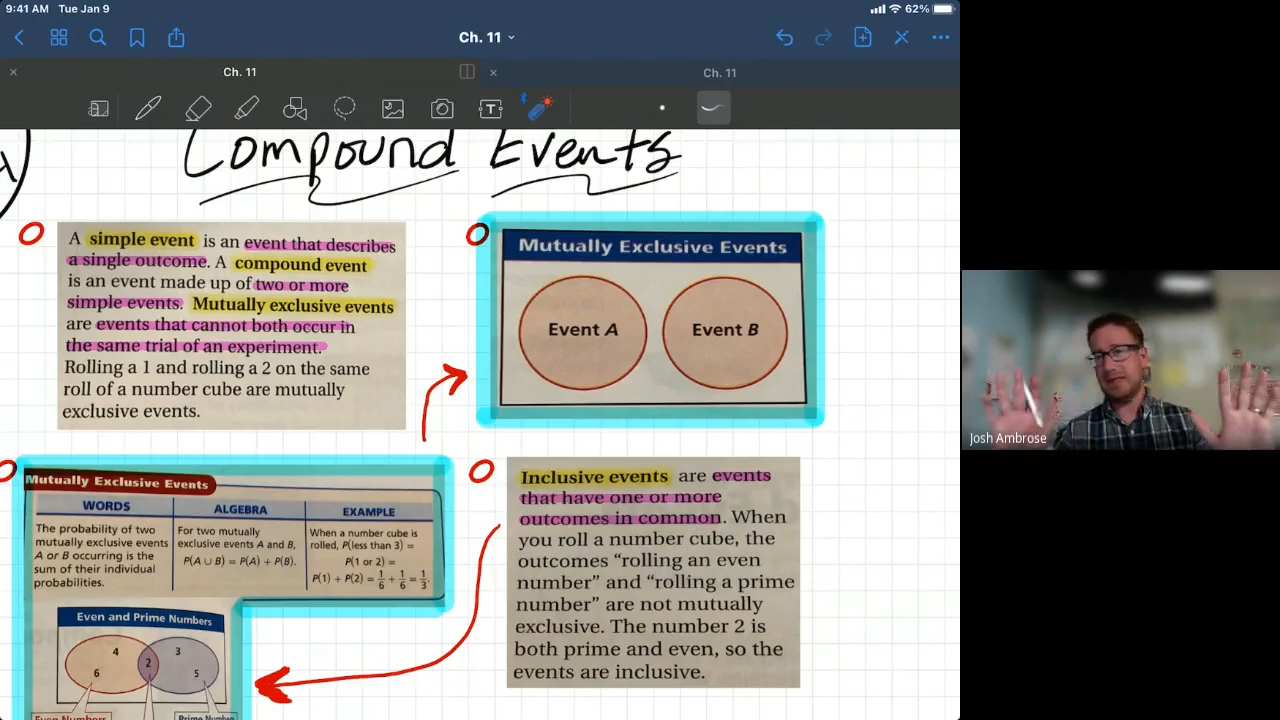 9:41 AM Tue Jan 9
62%
Ch. 11
Ch. 11
Ch. 11
Compound Events
A simple event is an event that describes
a single outcome. A compound event
is an event made up of two or more
simple events. Mutually exclusive events
are events that cannot both occur in
the same trial of an experiment.
Rolling a 1 and rolling a 2 on the same
roll of a number cube are mutually
exclusive events.
Mutually Exclusive Events
Event A
Event B
Josh Ambrose
Mutually Exclusive Events
WORDS
ALGEBRA
EXAMPLE
The probability of two
mutually exclusive events
A or B occurring is the
sum of their individual
probabilities.
For two mutually
exclusive events A and B,
P(A ∪ B) = P(A) + P(B).
When a number cube is
rolled, P(less than 3) =
P(1 or 2) =
P(1) + P(2) = 1/6 + 1/6 = 1/3.
Inclusive events are events
that have one or more
outcomes in common. When
you roll a number cube, the
outcomes “rolling an even
number” and “rolling a prime
number” are not mutually
exclusive. The number 2 is
both prime and even, so the
events are inclusive.
Even and Prime Numbers
4
3
2
6
5
Even Numbers
Prime Number